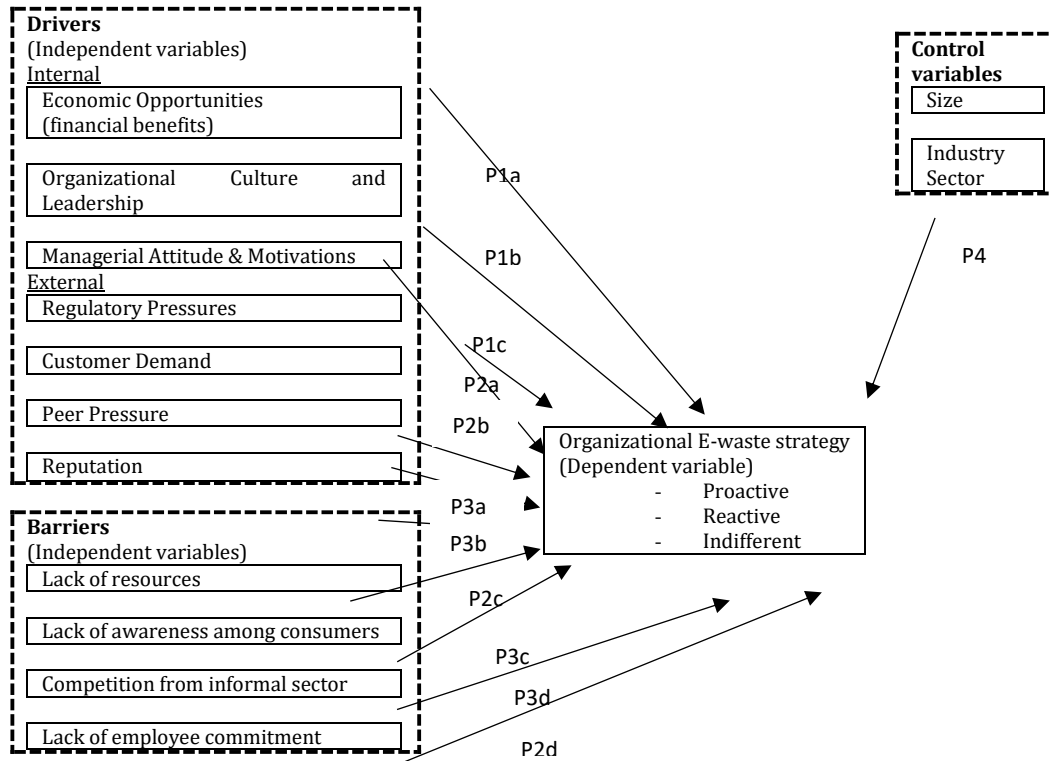 Drivers
(Independent variables)
Internal
Economic Opportunities
(financial benefits)
Organizational Culture and
Leadership
Managerial Attitude & Motivations
External
Regulatory Pressures
Customer Demand
Peer Pressure
Reputation
Barriers
(Independent variables)
Lack of resources
Lack of awareness among consumers
Competition from informal sector
Lack of employee commitment
P1a
P1b
P1c
P2a
P2b
P3a
P3b
P2c
P3c
P3d
P2d
Organizational E-waste strategy
(Dependent variable)
- Proactive
- Reactive
- Indifferent
Control
variables
Size
Industry
Sector
P4